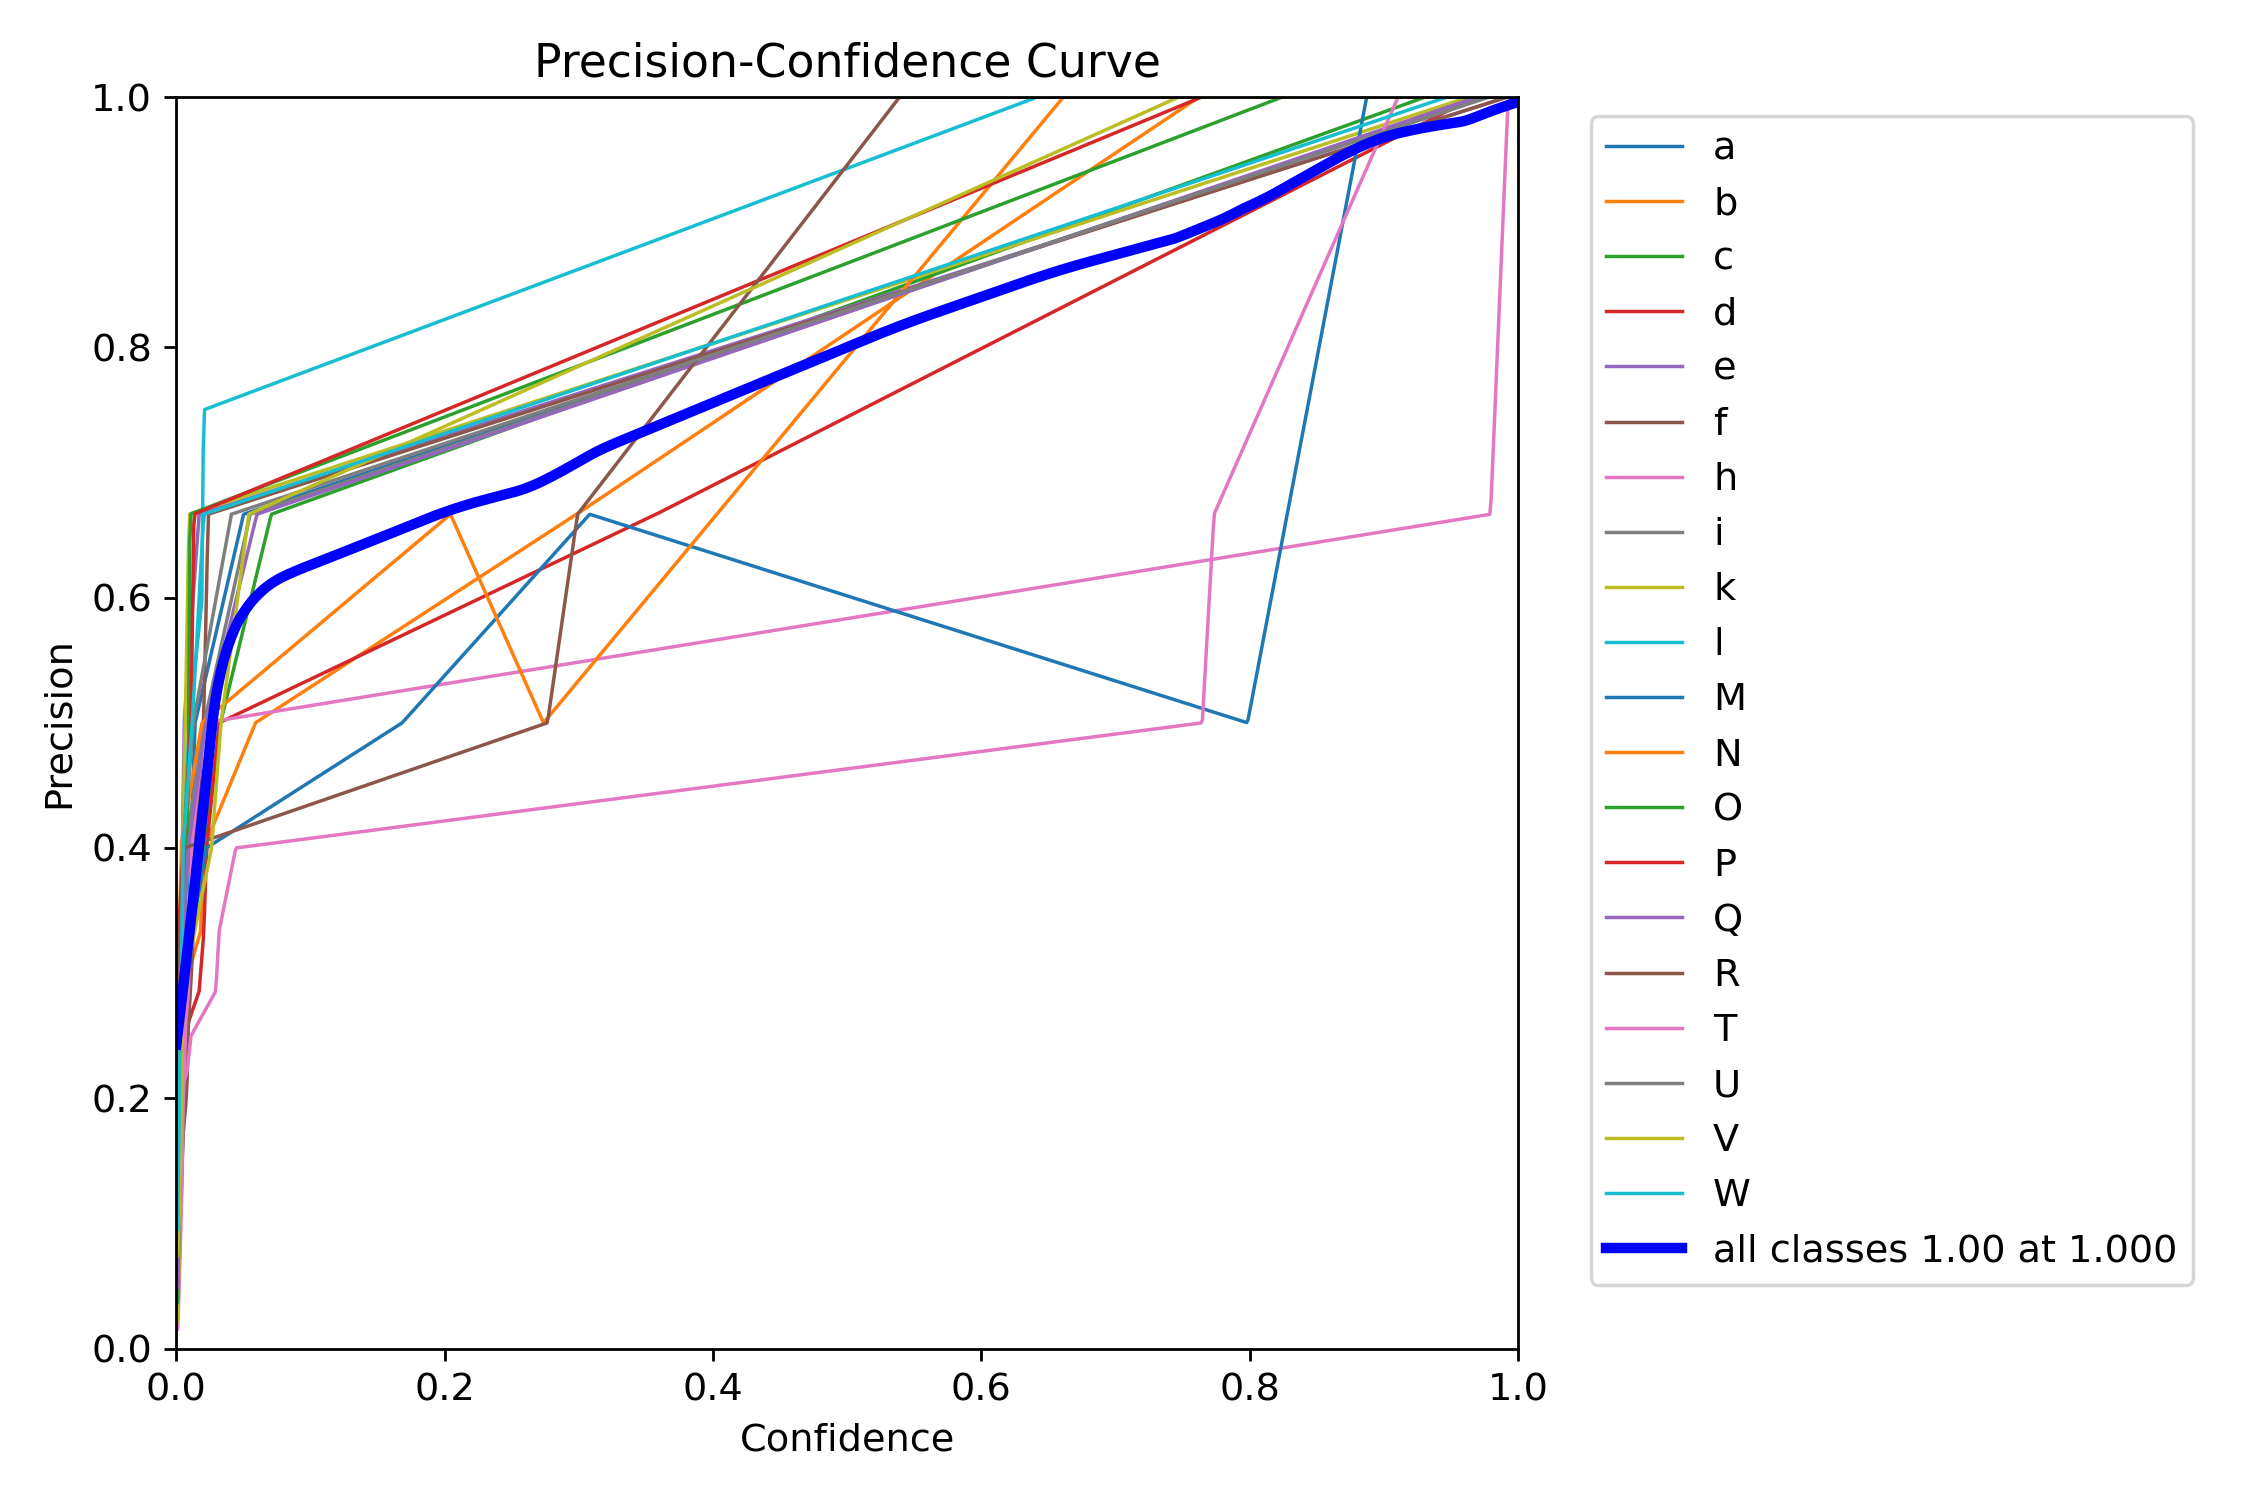 Precision-Confidence Curve
1.0
0.8
0.6
0.4
0.2
0.0
Precision
0.0 0.2 0.4 0.6 0.8 1.0
Confidence
a
b
c
d
e
f
h
i
k
l
M
N
O
P
Q
R
T
U
V
W
all classes 1.00 at 1.000